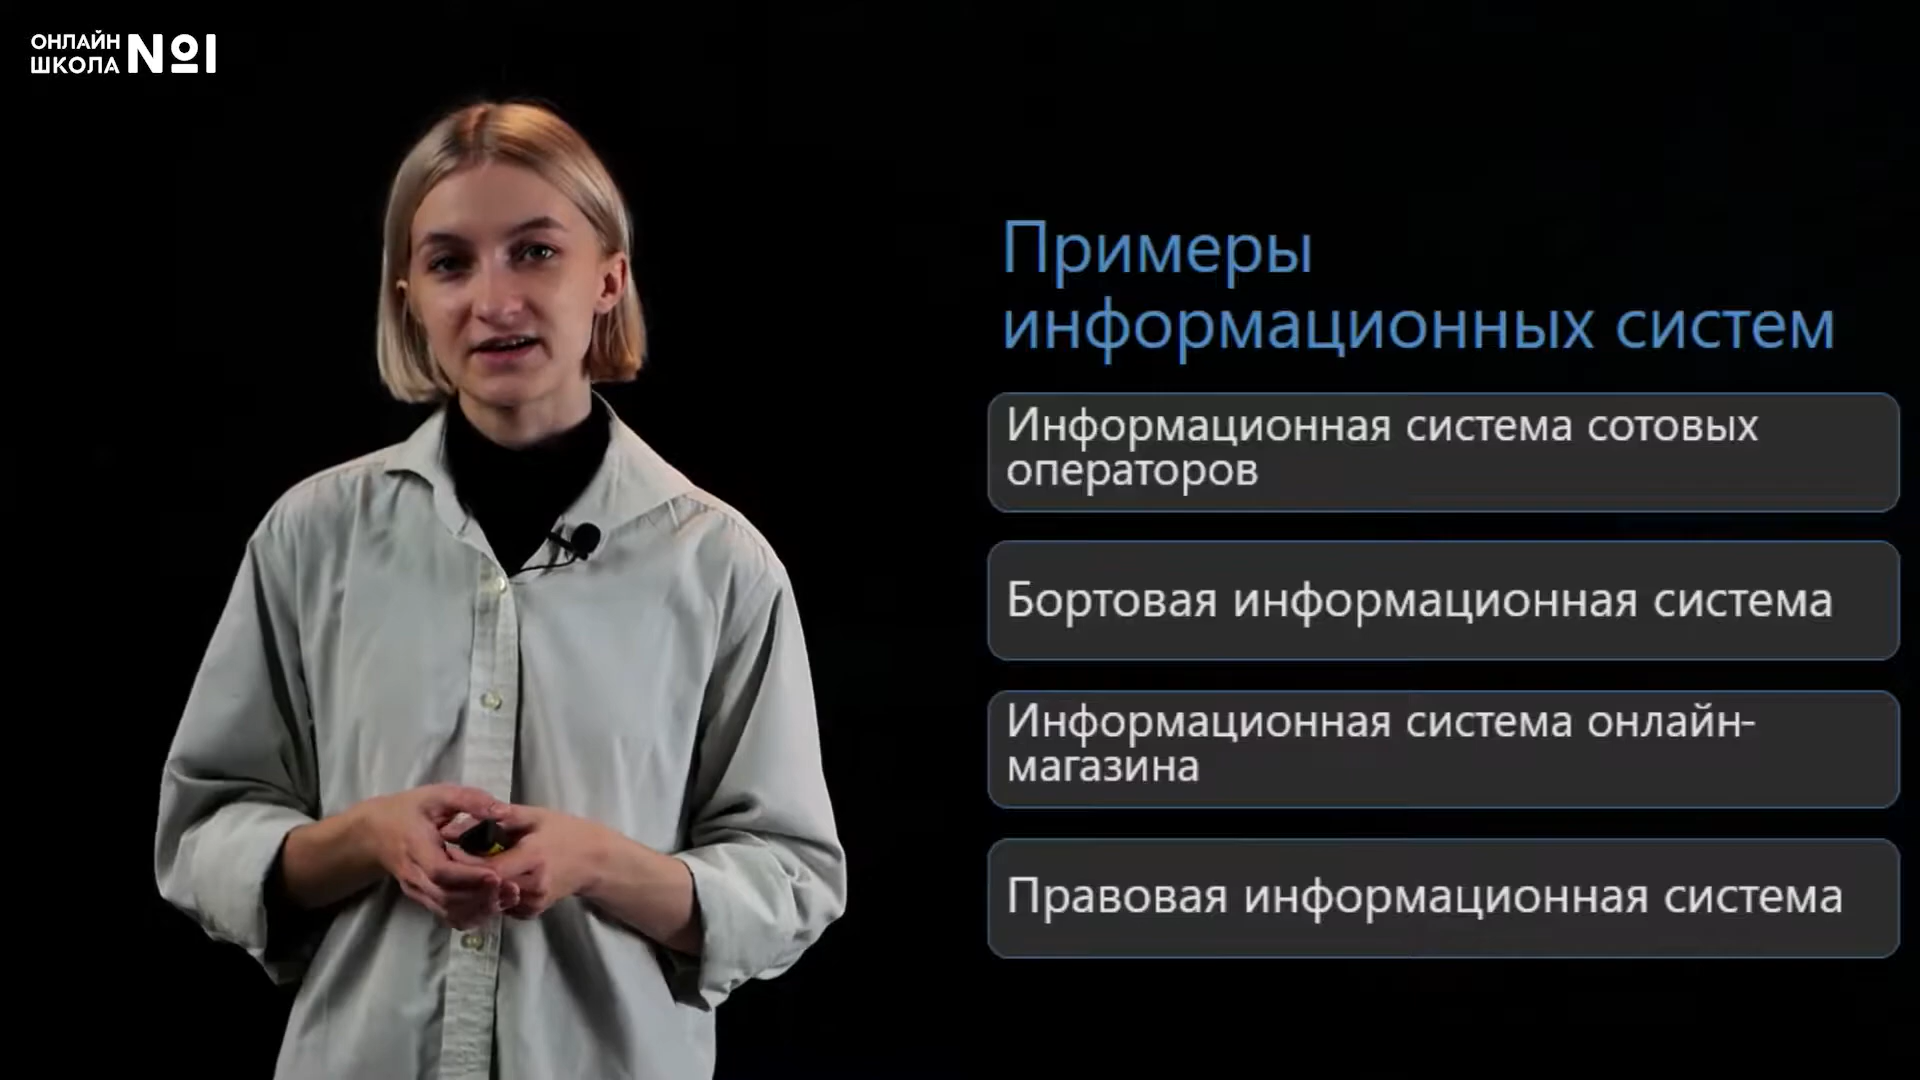 ОНЛАЙН
ШКОЛА №1
Примеры
информационных систем
Информационная система сотовых
операторов
Бортовая информационная система
Информационная система онлайн-
магазина
Правовая информационная система